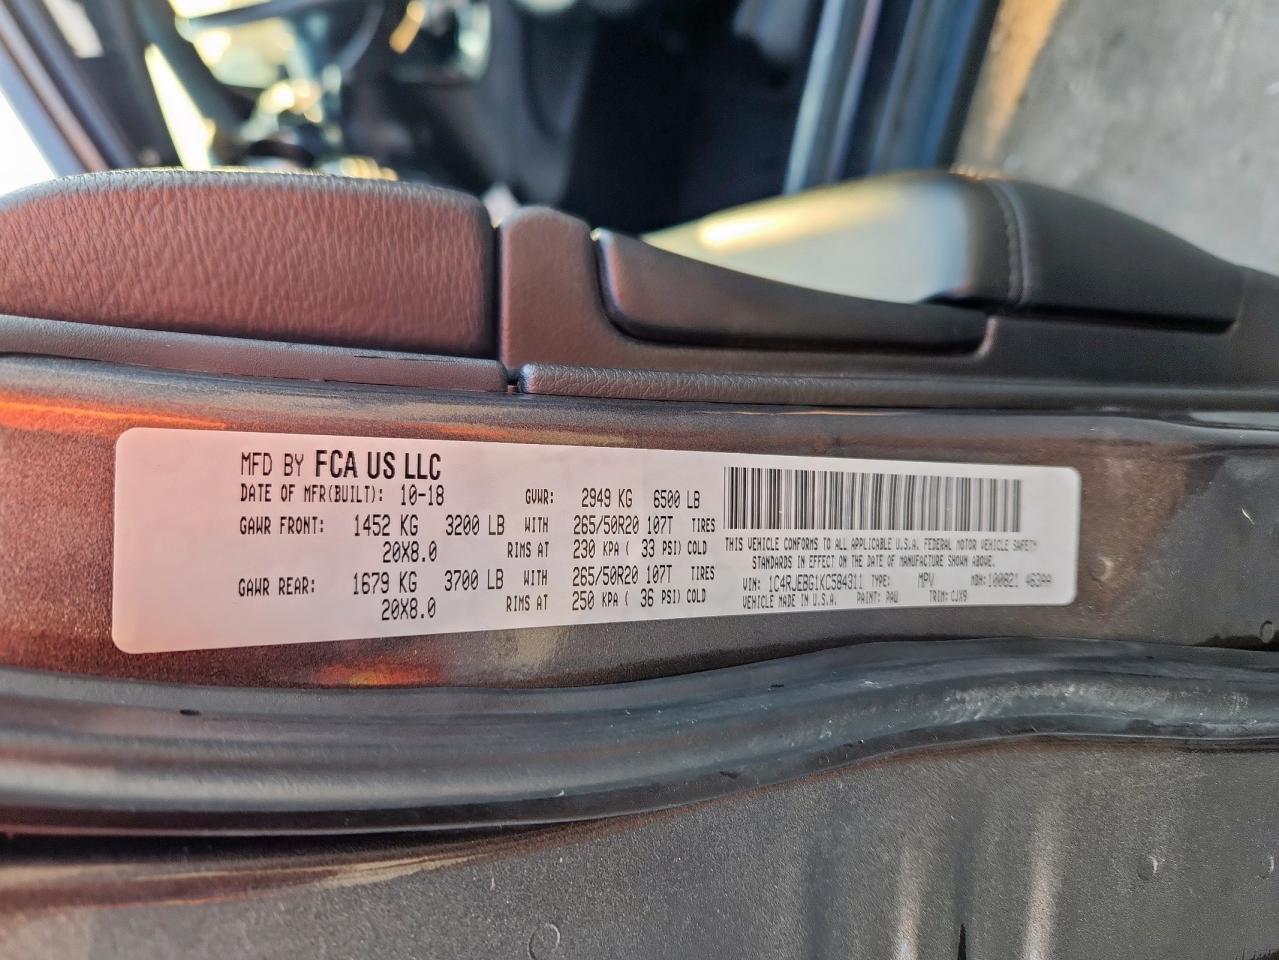 MFD BY FCA US LLC
DATE OF MFR(BUILT): 10-18 GVWR: 2949 KG 6500 LB
GAWR FRONT: 1452 KG 3200 LB WITH 265/50R20 107T TIRES
20X8.0 RIMS AT 230 KPA ( 33 PSI) COLD
GAWR REAR: 1679 KG 3700 LB WITH 265/50R20 107T TIRES
20X8.0 RIMS AT 250 KPA ( 36 PSI) COLD
THIS VEHICLE CONFORMS TO ALL APPLICABLE U.S.A. FEDERAL MOTOR VEHICLE SAFETY
STANDARDS IN EFFECT ON THE DATE OF MANUFACTURE SHOWN ABOVE.
VIN: 1C4RJEBG1KC584311 TYPE: MPV MDH: 100821 463AA
VEHICLE MADE IN U.S.A. PAINT: PAU TRIM: CJX9